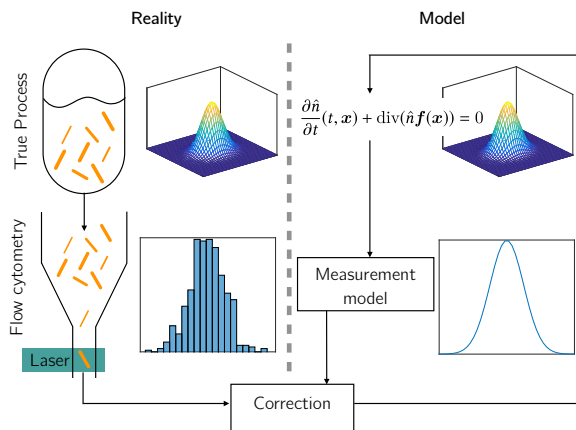 Reality
Model
True Process
∂n̂/∂t(t, x) + div(n̂f(x)) = 0
Flow cytometry
Measurement
model
Laser
Correction